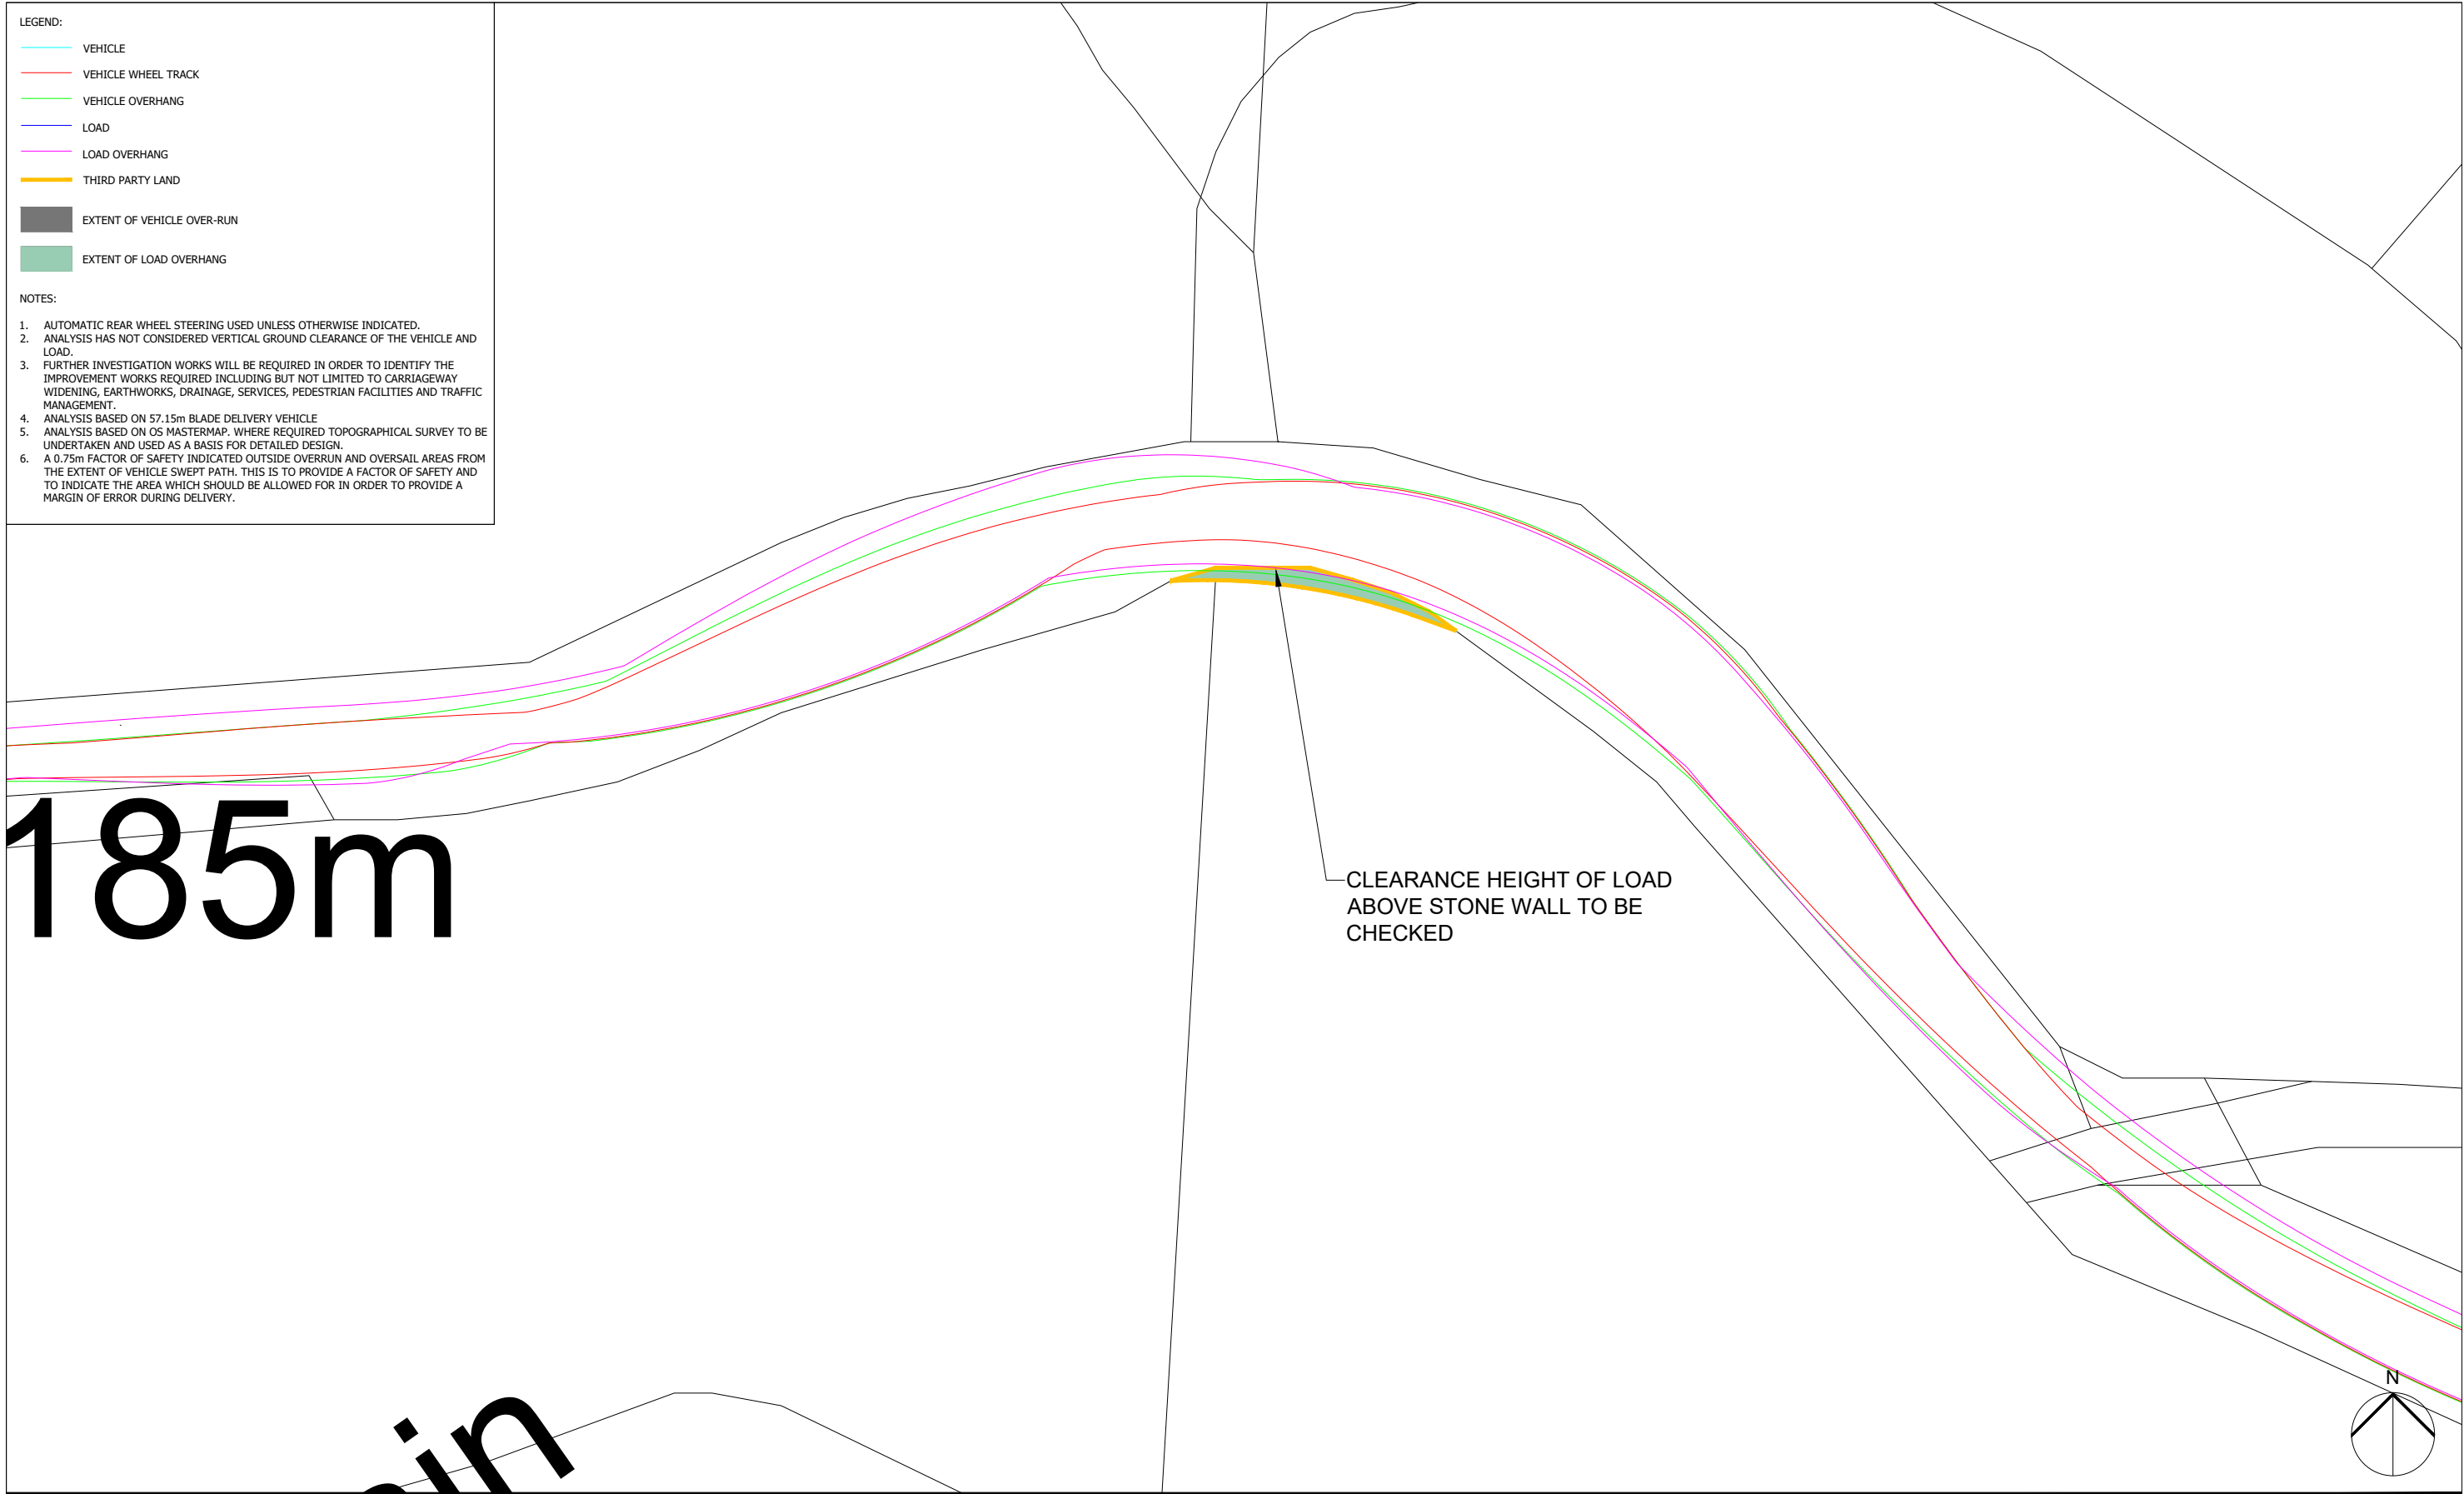 LEGEND:
VEHICLE
VEHICLE WHEEL TRACK
VEHICLE OVERHANG
LOAD
LOAD OVERHANG
THIRD PARTY LAND
EXTENT OF VEHICLE OVER-RUN
EXTENT OF LOAD OVERHANG
NOTES:
1. AUTOMATIC REAR WHEEL STEERING USED UNLESS OTHERWISE INDICATED.
2. ANALYSIS HAS NOT CONSIDERED VERTICAL GROUND CLEARANCE OF THE VEHICLE AND
LOAD.
3. FURTHER INVESTIGATION WORKS WILL BE REQUIRED IN ORDER TO IDENTIFY THE
IMPROVEMENT WORKS REQUIRED INCLUDING BUT NOT LIMITED TO CARRIAGEWAY
WIDENING, EARTHWORKS, DRAINAGE, SERVICES, PEDESTRIAN FACILITIES AND TRAFFIC
MANAGEMENT.
4. ANALYSIS BASED ON 57.15m BLADE DELIVERY VEHICLE
5. ANALYSIS BASED ON OS MASTERMAP. WHERE REQUIRED TOPOGRAPHICAL SURVEY TO BE
UNDERTAKEN AND USED AS A BASIS FOR DETAILED DESIGN.
6. A 0.75m FACTOR OF SAFETY INDICATED OUTSIDE OVERRUN AND OVERSAIL AREAS FROM
THE EXTENT OF VEHICLE SWEPT PATH. THIS IS TO PROVIDE A FACTOR OF SAFETY AND
TO INDICATE THE AREA WHICH SHOULD BE ALLOWED FOR IN ORDER TO PROVIDE A
MARGIN OF ERROR DURING DELIVERY.
185m
CLEARANCE HEIGHT OF LOAD
ABOVE STONE WALL TO BE
CHECKED
N